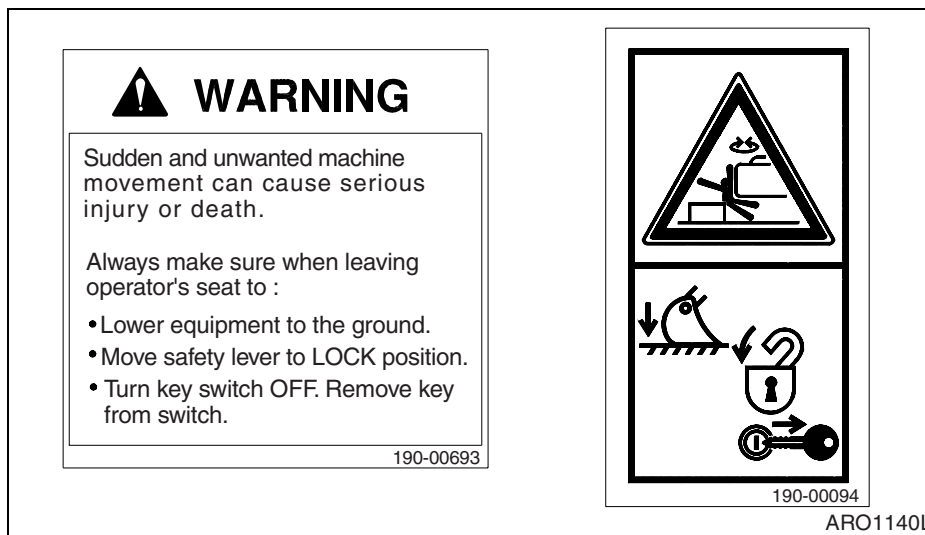 WARNING
Sudden and unwanted machine
movement can cause serious
injury or death.
Always make sure when leaving
operator's seat to :
• Lower equipment to the ground.
• Move safety lever to LOCK position.
• Turn key switch OFF. Remove key
from switch.
190-00693
190-00094
ARO1140L